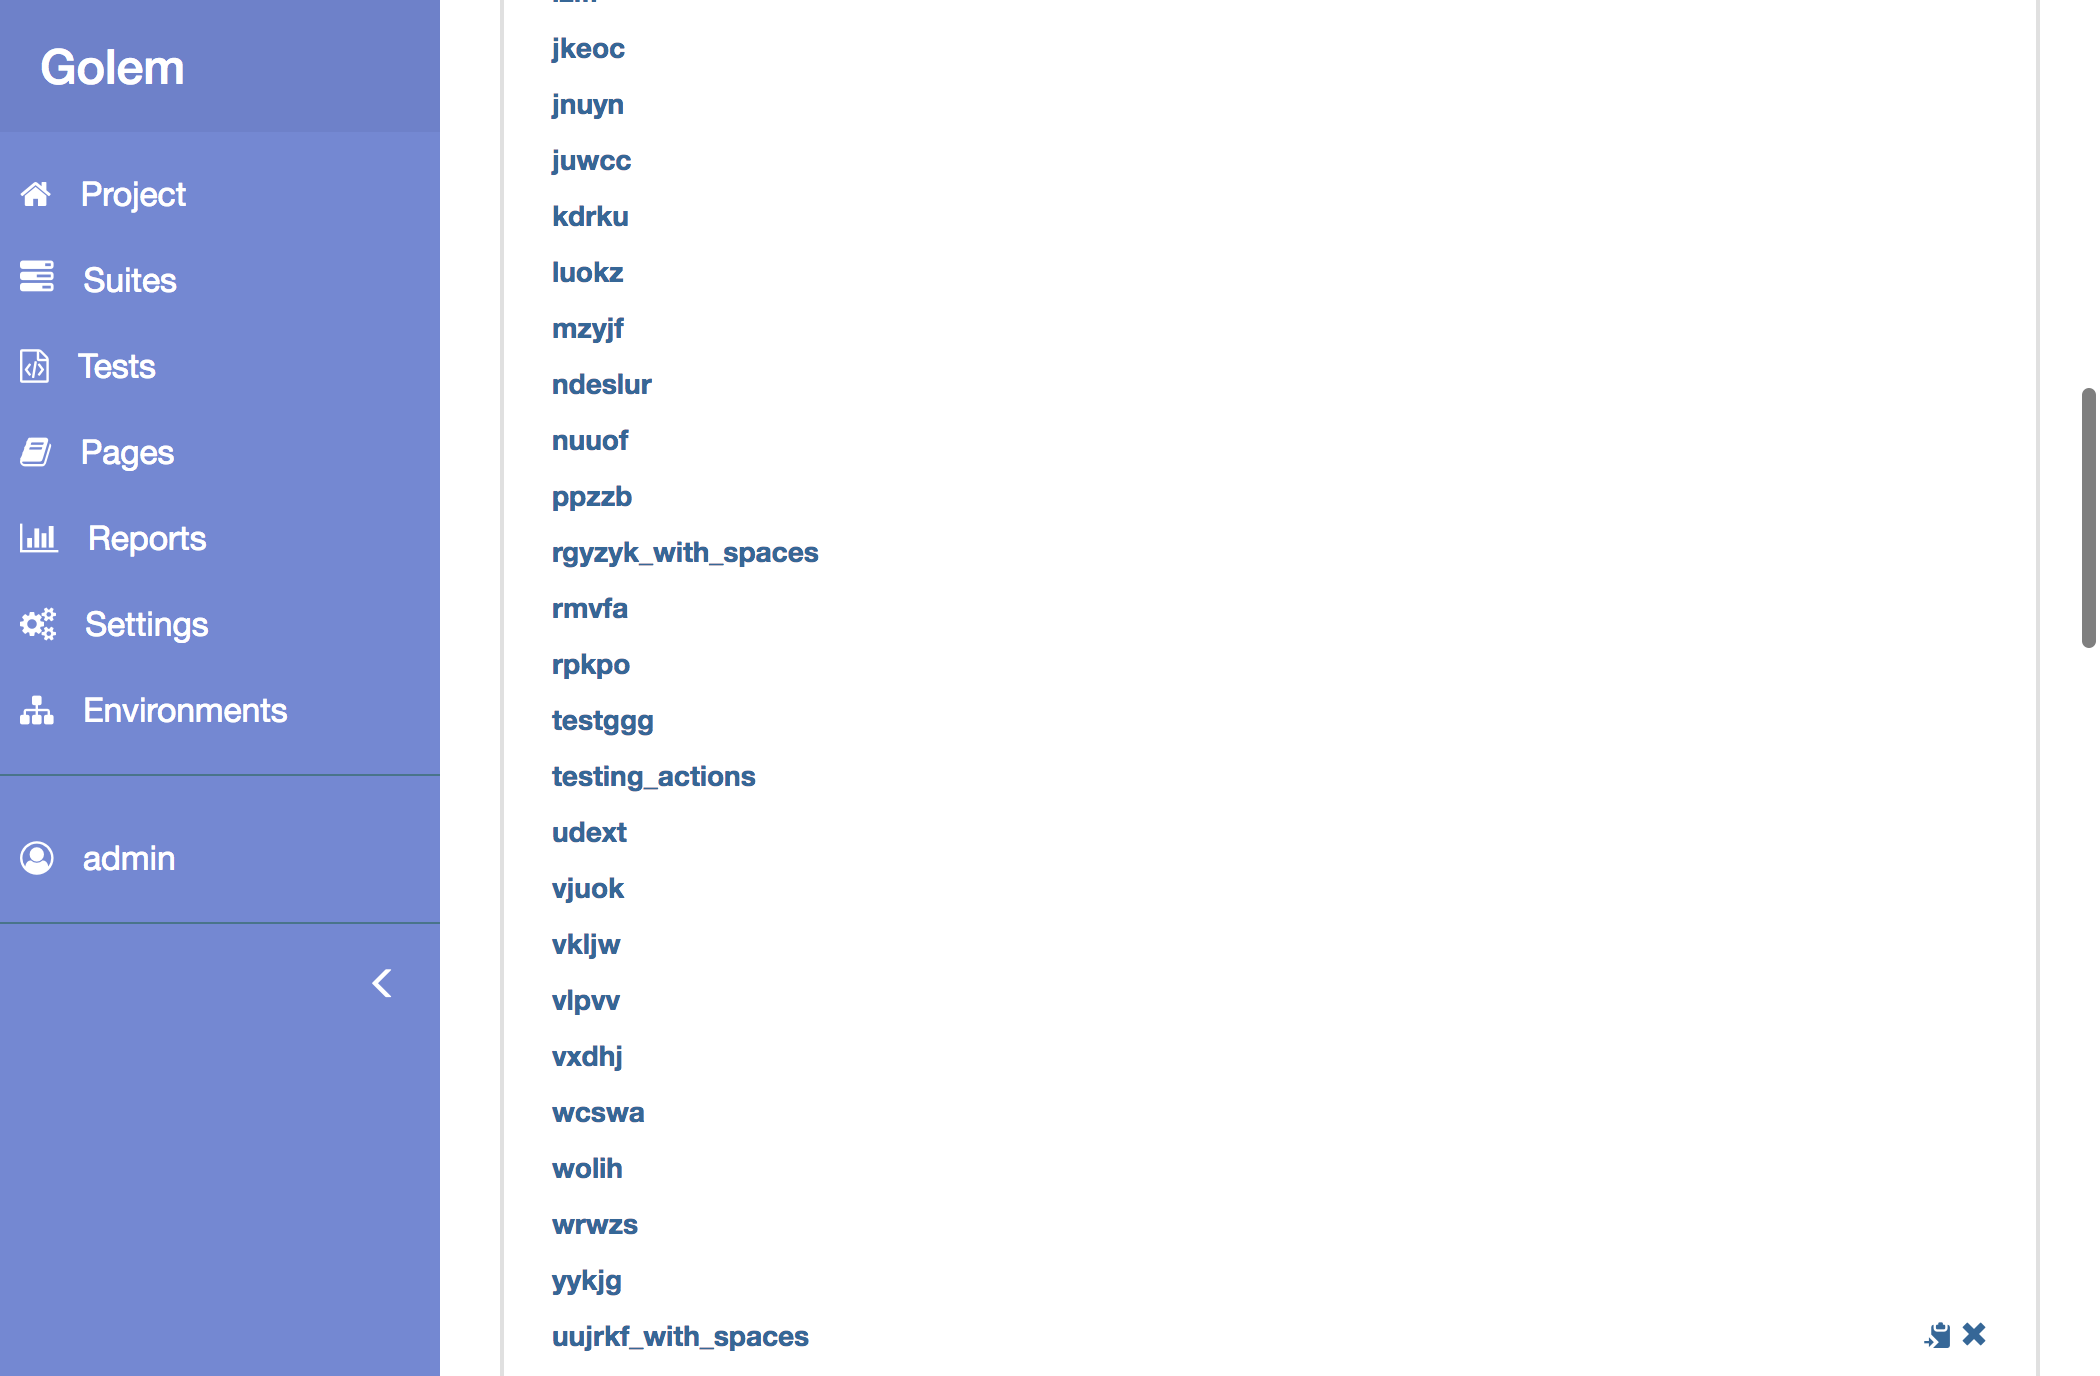 Golem
Project
Suites
Tests
Pages
Reports
Settings
Environments
admin
jkeoc
jnuyn
juwcc
kdrku
luokz
mzyjf
ndeslur
nuuof
ppzzb
rgyzyk_with_spaces
rmvfa
rpkpo
testggg
testing_actions
udext
vjuok
vkljw
vlpvv
vxdhj
wcswa
wolih
wrwzs
yykjg
uujrkf_with_spaces